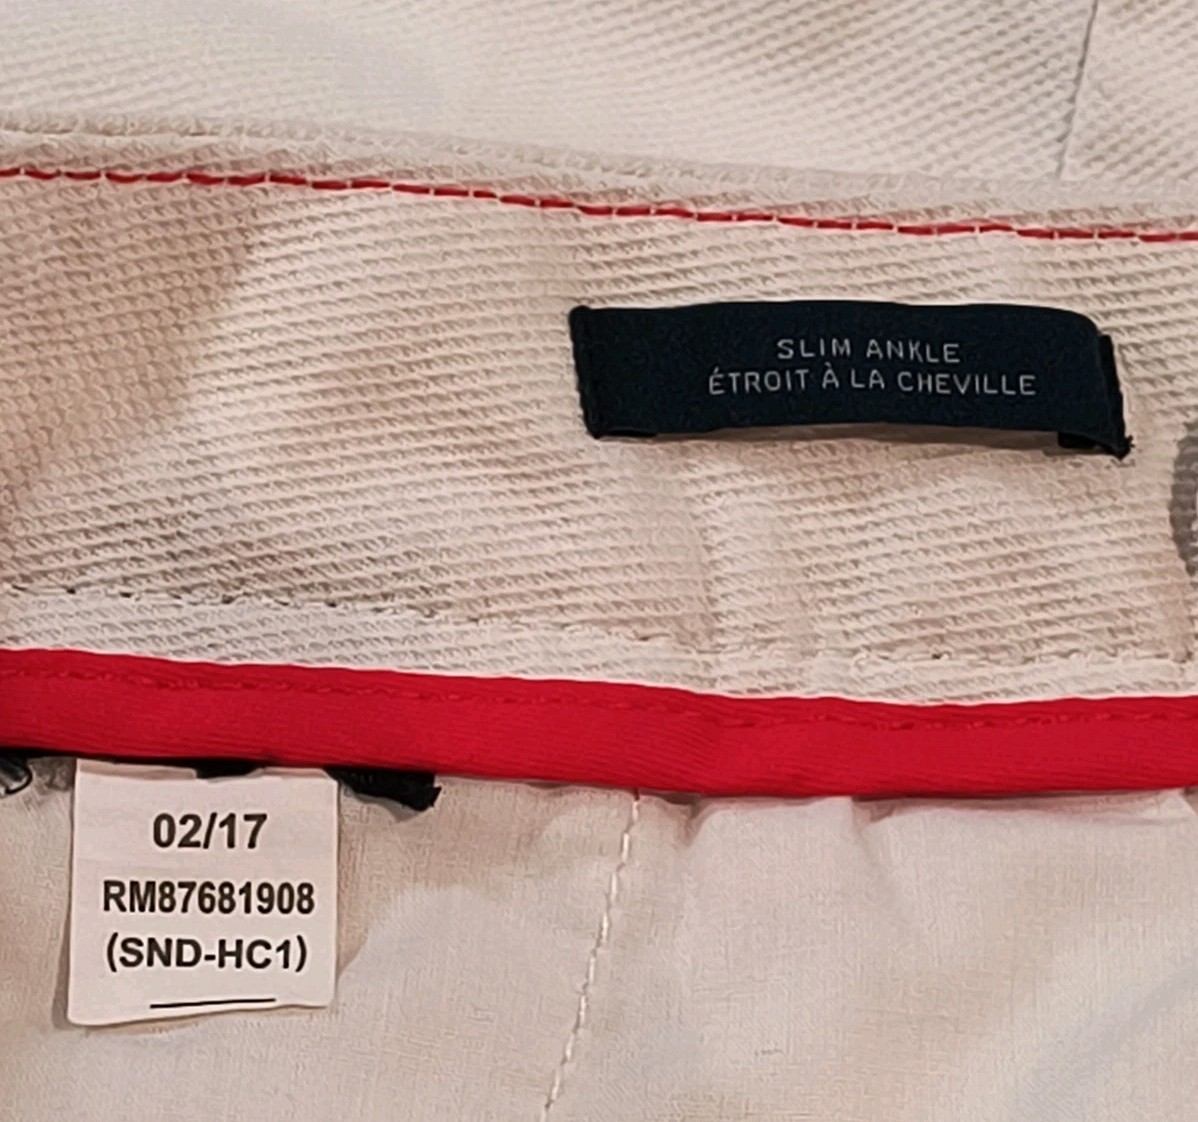 SLIM ANKLE
ÉTROIT À LA CHEVILLE
02/17
RM87681908
(SND-HC1)